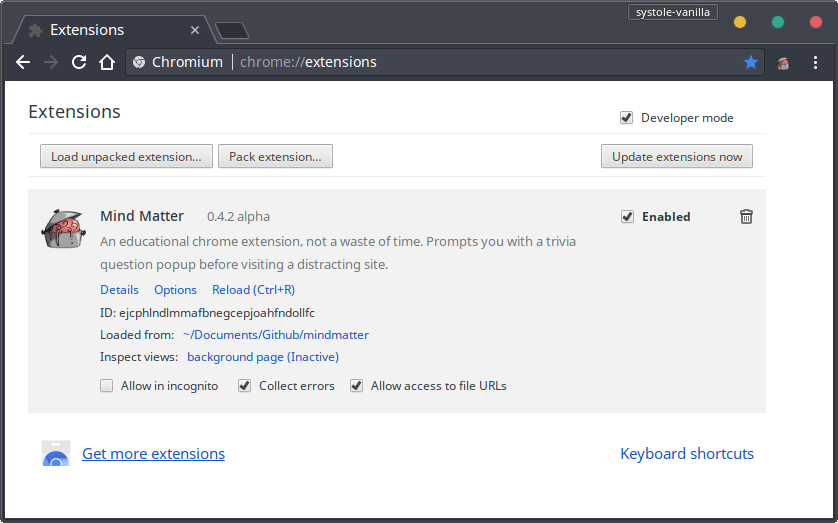 systole-vanilla
Extensions
Chromium | chrome://extensions
Extensions
Developer mode
Load unpacked extension... Pack extension... Update extensions now
Mind Matter 0.4.2 alpha Enabled
An educational chrome extension, not a waste of time. Prompts you with a trivia
question popup before visiting a distracting site.
Details Options Reload (Ctrl+R)
ID: ejcphlndlmmafbnegcepjoahfndollfc
Loaded from: ~/Documents/Github/mindmatter
Inspect views: background page (Inactive)
Allow in incognito Collect errors Allow access to file URLs
Get more extensions Keyboard shortcuts